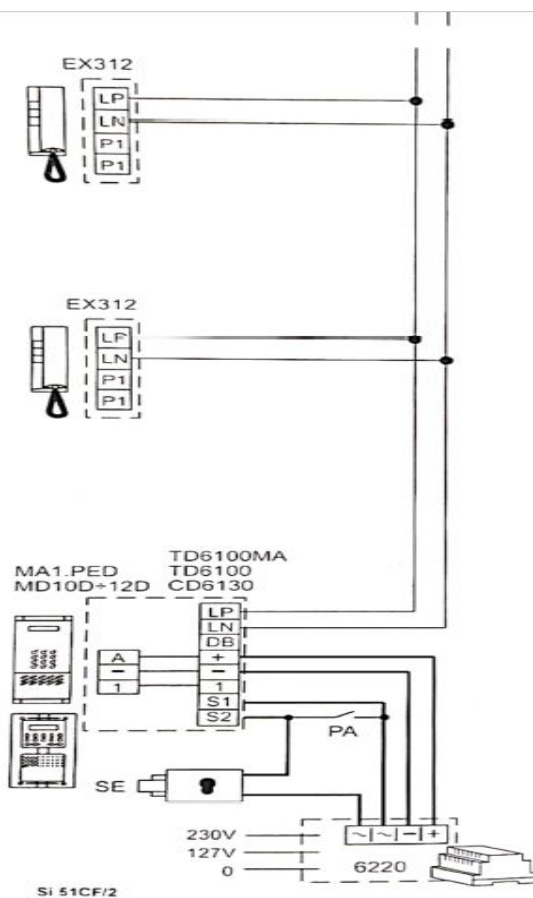 EX312
LP
LN
P1
P1
EX312
LP
LN
P1
P1
TD6100MA
MA1.PED TD6100
MD10D÷12D CD6130
LP
LN
DB
A +
− −
1 1
S1
S2
PA
SE
~ ~ − +
230V
127V
0
6220
Si 51CF/2